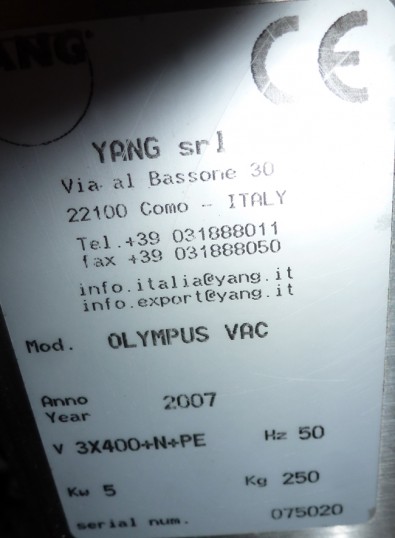 ANG®
CE
YANG srl
Via al Bassone 30
22100 Como - ITALY
Tel.+39 031888011
fax +39 031888050
info.italia@yang.it
info.export@yang.it
Mod. OLYMPUS VAC
Anno 2007
Year
V 3X400+N+PE Hz 50
Kw 5 Kg 250
serial num. 075020